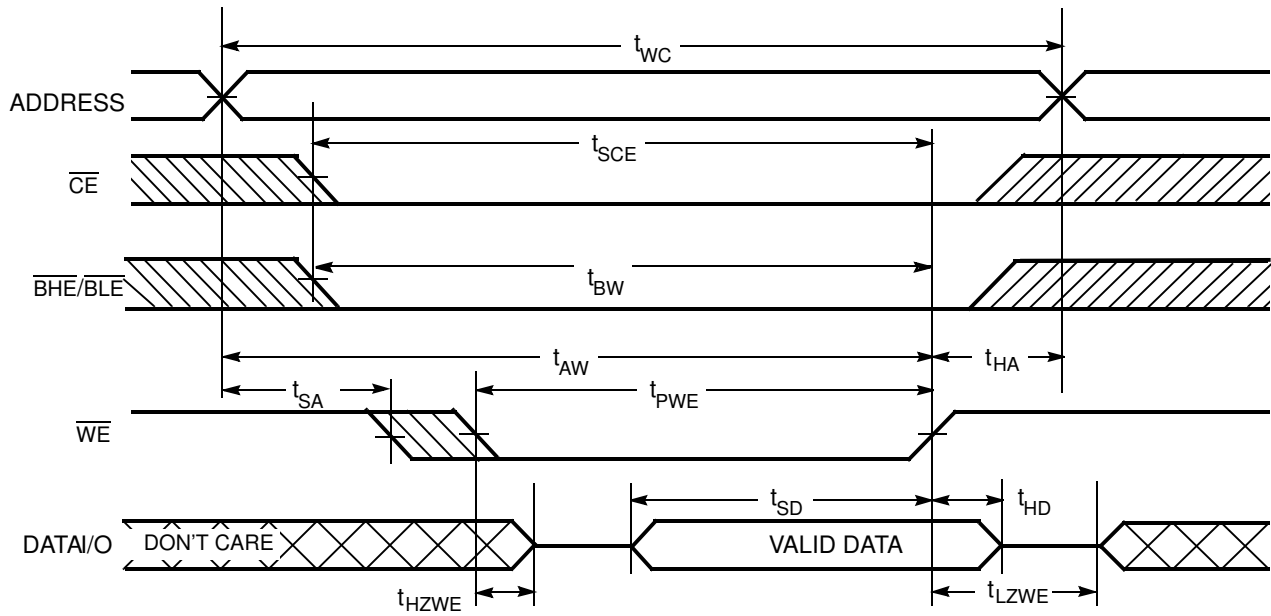 tWC
ADDRESS
tSCE
CE
BHE/BLE
tBW
tAW
tHA
tSA
tPWE
WE
tSD
tHD
DATAI/O
DON'T CARE
VALID DATA
tHZWE
tLZWE